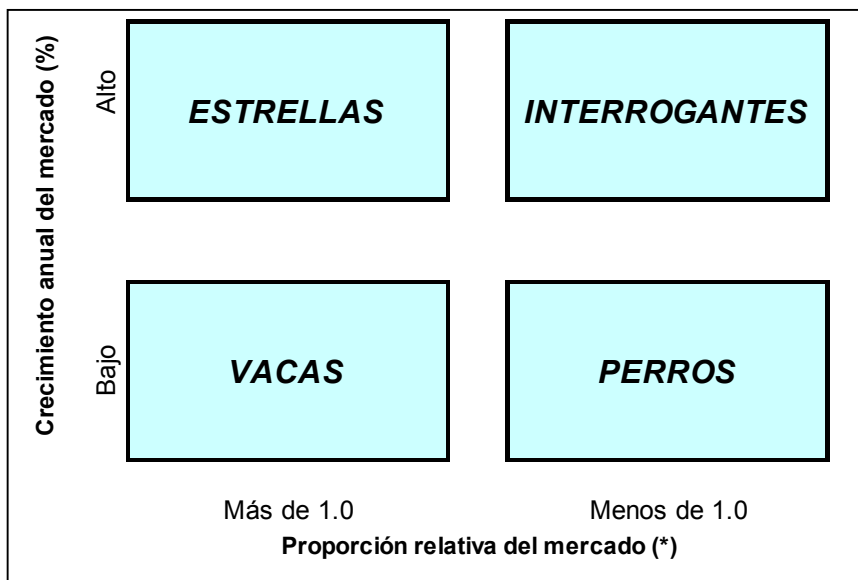 Crecimiento anual del mercado (%)
Alto
ESTRELLAS
INTERROGANTES
Bajo
VACAS
PERROS
Más de 1.0
Menos de 1.0
Proporción relativa del mercado (*)